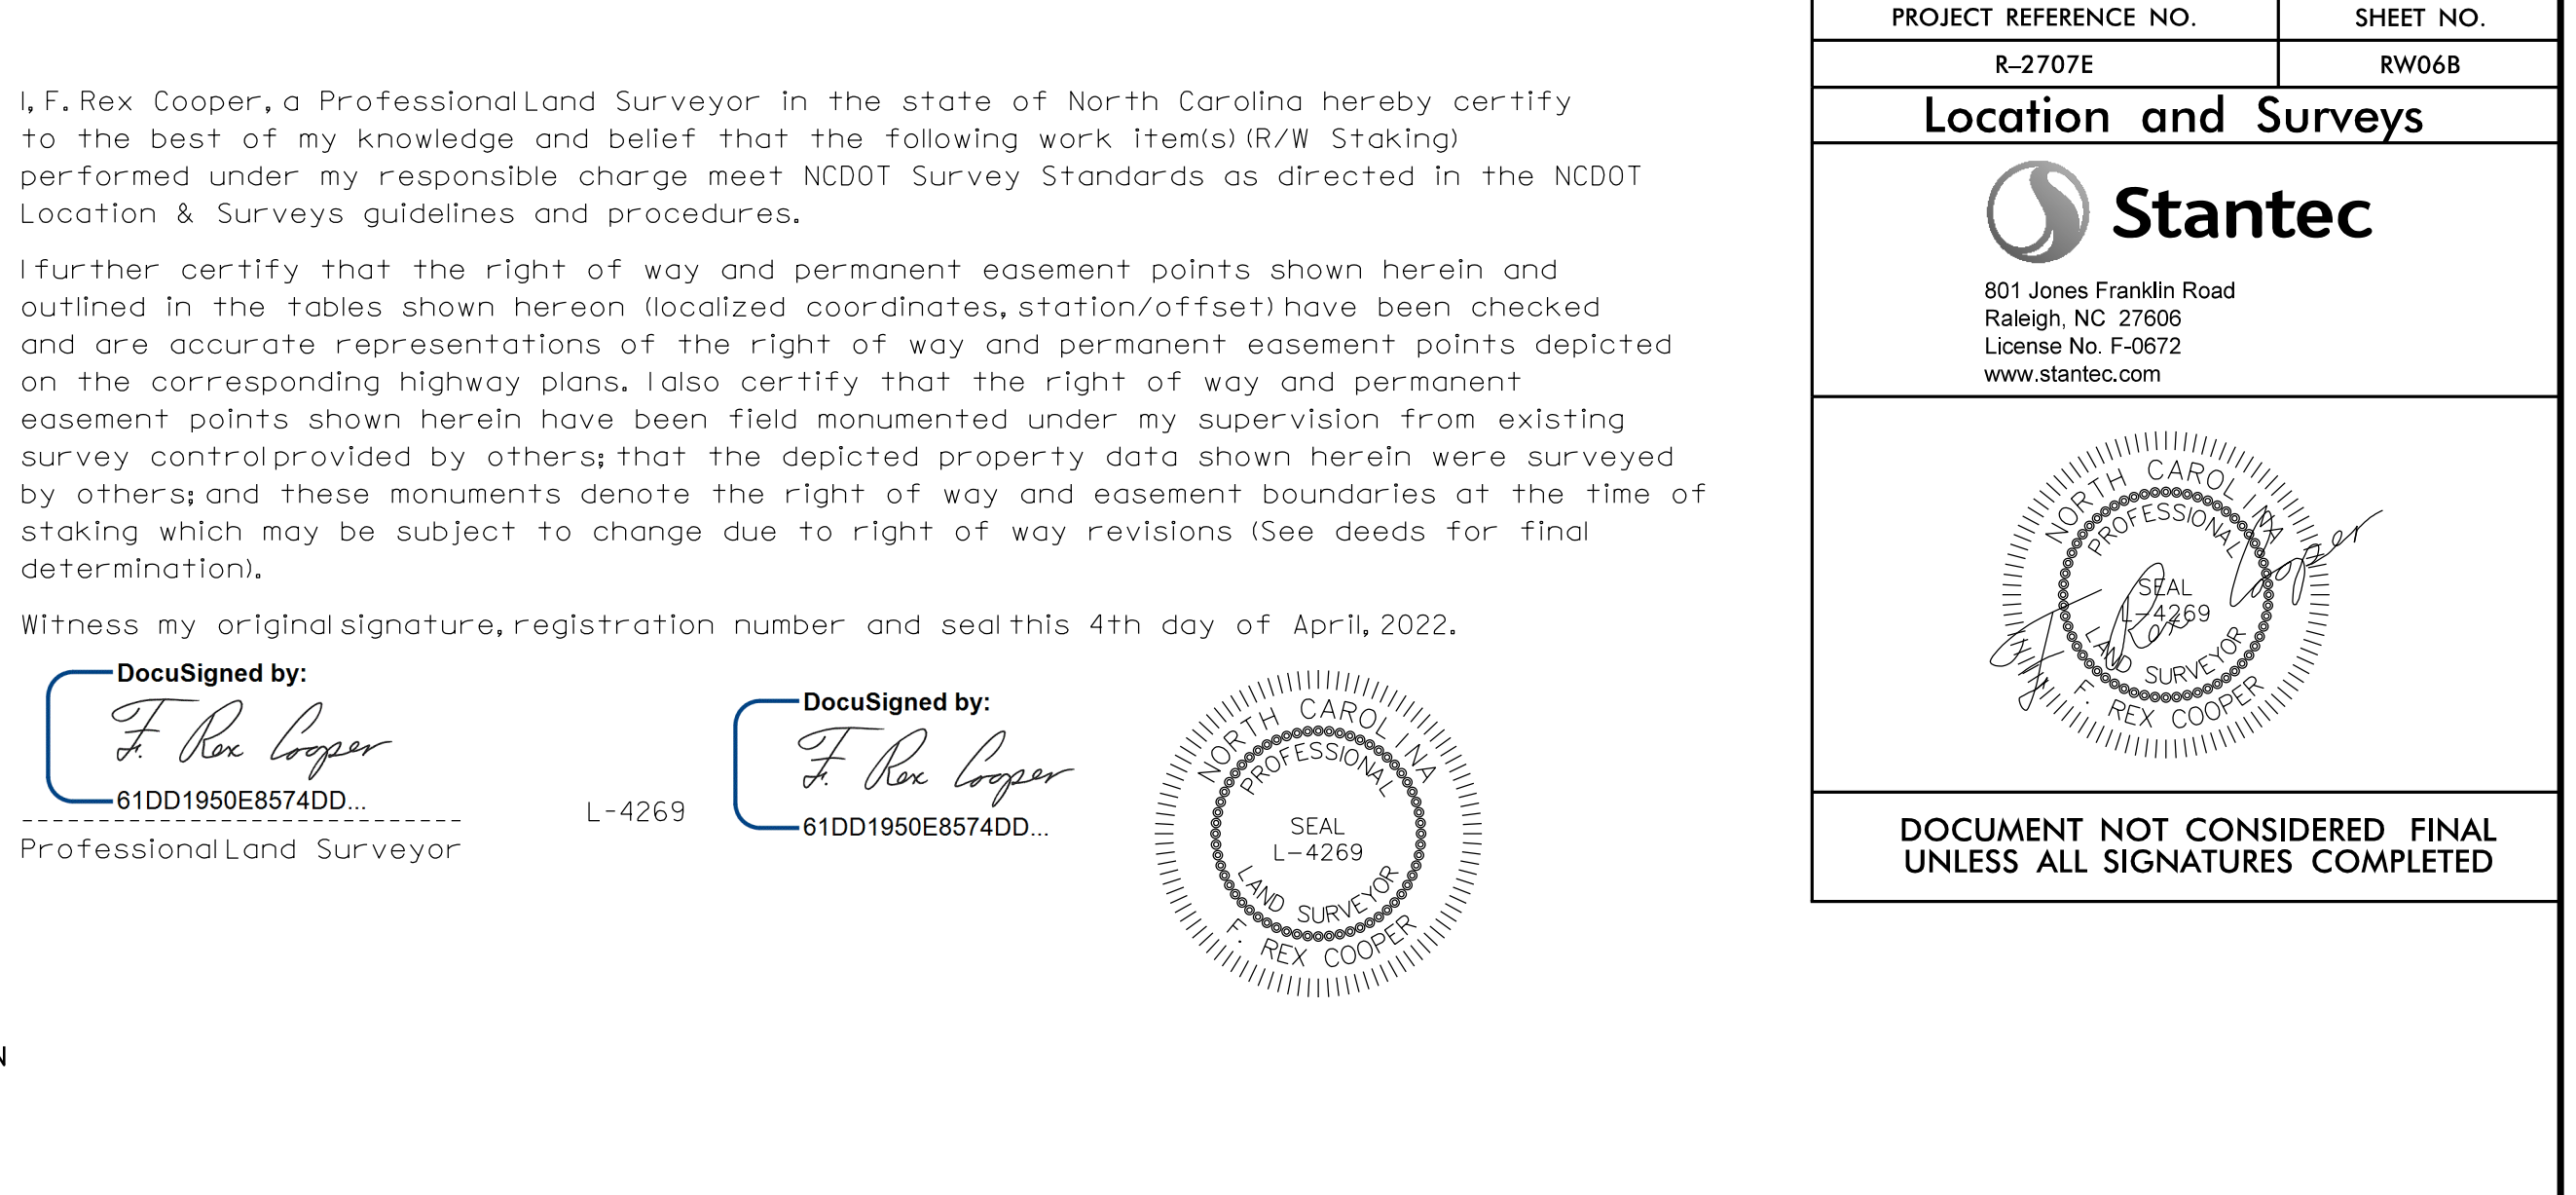 I, F. Rex Cooper, a Professional Land Surveyor in the state of North Carolina hereby certify
to the best of my knowledge and belief that the following work item(s) (R/W Staking)
performed under my responsible charge meet NCDOT Survey Standards as directed in the NCDOT
Location & Surveys guidelines and procedures.
I further certify that the right of way and permanent easement points shown herein and
outlined in the tables shown hereon (localized coordinates, station/offset) have been checked
and are accurate representations of the right of way and permanent easement points depicted
on the corresponding highway plans. I also certify that the right of way and permanent
easement points shown herein have been field monumented under my supervision from existing
survey control provided by others; that the depicted property data shown herein were surveyed
by others; and these monuments denote the right of way and easement boundaries at the time of
staking which may be subject to change due to right of way revisions (See deeds for final
determination).
Witness my original signature, registration number and seal this 4th day of April, 2022.
DocuSigned by:
F. Rex Cooper
61DD1950E8574DD...
Professional Land Surveyor
L-4269
DocuSigned by:
F. Rex Cooper
61DD1950E8574DD...
NORTH CAROLINA
PROFESSIONAL
SEAL
L-4269
LAND SURVEYOR
F. REX COOPER
PROJECT REFERENCE NO.
SHEET NO.
R-2707E
RW06B
Location and Surveys
Stantec
801 Jones Franklin Road
Raleigh, NC 27606
License No. F-0672
www.stantec.com
NORTH CAROLINA
PROFESSIONAL
SEAL
L-4269
LAND SURVEYOR
F. REX COOPER
F Rex Cooper
DOCUMENT NOT CONSIDERED FINAL
UNLESS ALL SIGNATURES COMPLETED